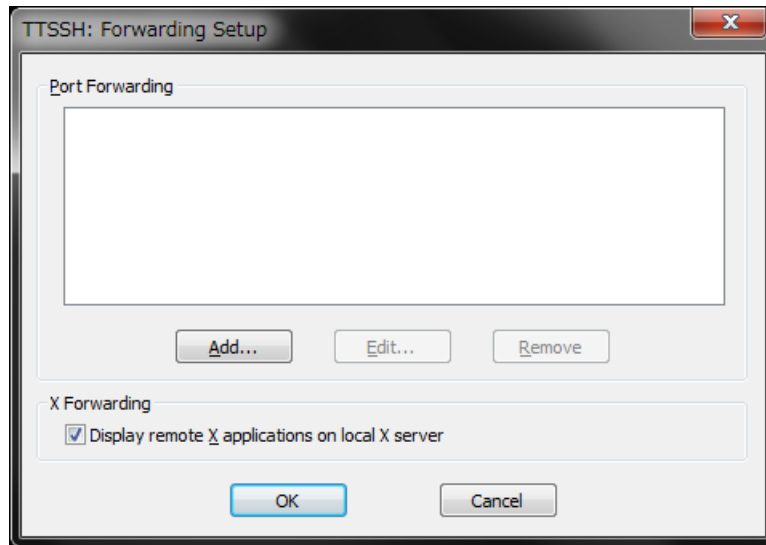 TTSSH: Forwarding Setup
Port Forwarding
Add... Edit... Remove
X Forwarding
Display remote X applications on local X server
OK Cancel